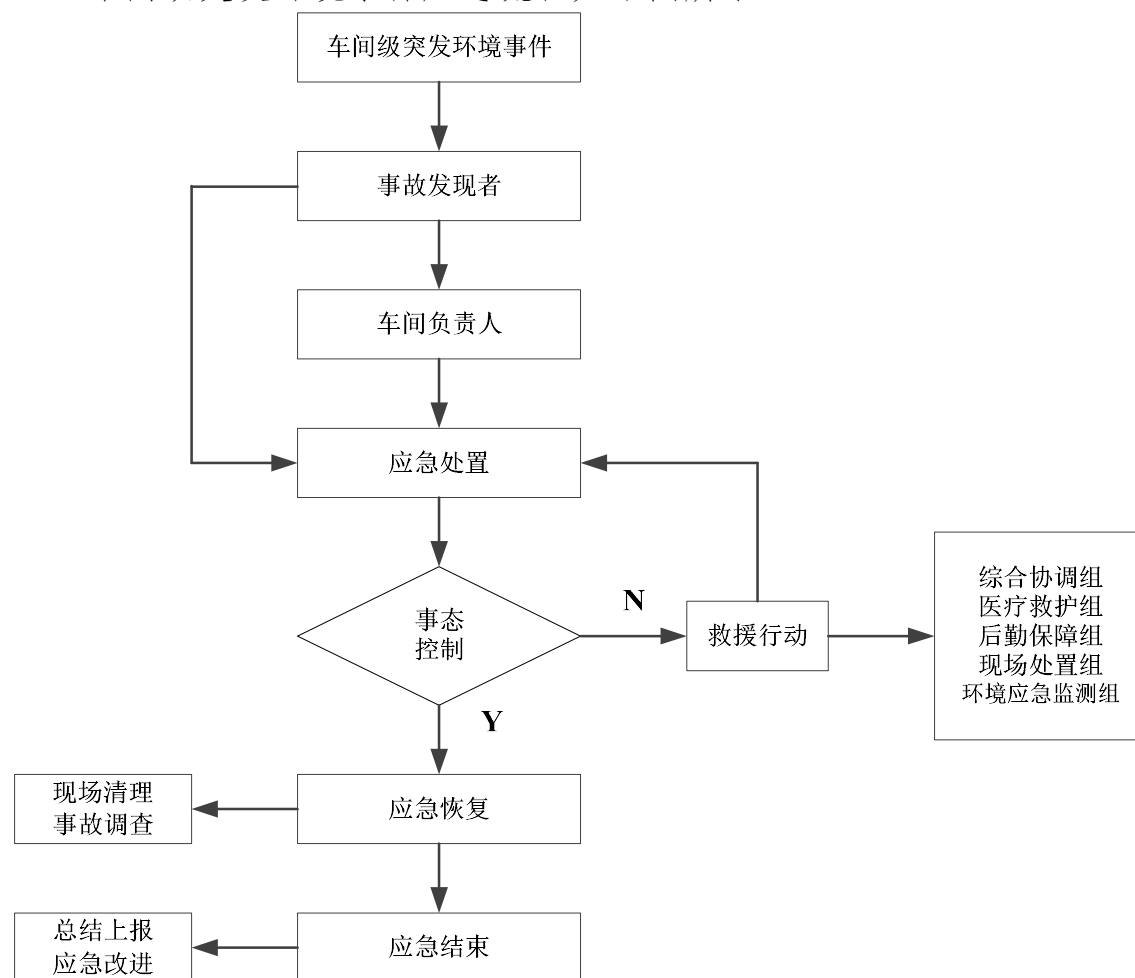 车间级突发环境事件
事故发现者
车间负责人
应急处置
事态
控制
N
救援行动
综合协调组
医疗救护组
后勤保障组
现场处置组
环境应急监测组
Y
现场清理
事故调查
应急恢复
总结上报
应急改进
应急结束